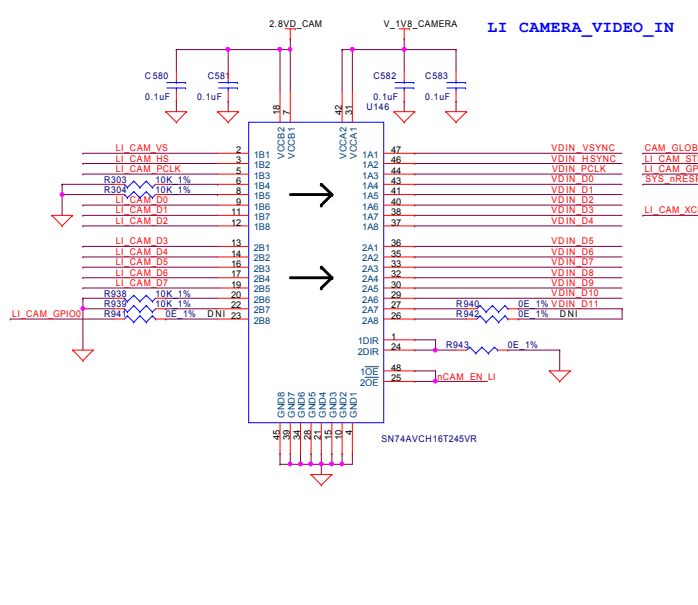 2.8VD_CAM
V_1V8_CAMERA
LI CAMERA_VIDEO_IN
C580
C581
C582
C583
0.1uF
0.1uF
0.1uF
0.1uF
U146
18
7
42
31
VCCB2
VCCB1
VCCA2
VCCA1
LI_CAM_VS 2 1B1 1A1 47 VDIN_VSYNC CAM_GLOB
LI_CAM_HS 3 1B2 1A2 46 VDIN_HSYNC LI_CAM_ST
LI_CAM_PCLK 5 1B3 1A3 44 VDIN_PCLK LI_CAM_GP
R303 10K_1% 6 1B4 1A4 43 VDIN_D0 SYS_nRESP
R304 10K_1% 8 1B5 1A5 41 VDIN_D1
LI_CAM_D0 9 1B6 1A6 40 VDIN_D2
LI_CAM_D1 11 1B7 1A7 38 VDIN_D3 LI_CAM_XC
LI_CAM_D2 12 1B8 1A8 37 VDIN_D4
LI_CAM_D3 13 2B1 2A1 36 VDIN_D5
LI_CAM_D4 14 2B2 2A2 35 VDIN_D6
LI_CAM_D5 16 2B3 2A3 33 VDIN_D7
LI_CAM_D6 17 2B4 2A4 32 VDIN_D8
LI_CAM_D7 19 2B5 2A5 30 VDIN_D9
R938 10K_1% 20 2B6 2A6 29 VDIN_D10
R939 10K_1% 22 2B7 2A7 27 R940 0E_1% VDIN_D11
LI_CAM_GPIO0 R941 0E_1% DNI 23 2B8 2A8 26 R942 0E_1% DNI
1DIR 1
2DIR 24 R943 0E_1%
1OE 48
2OE 25 nCAM_EN_LI
GND8
GND7
GND6
GND5
GND4
GND3
GND2
GND1
45
39
34
28
21
15
10
4
SN74AVCH16T245VR